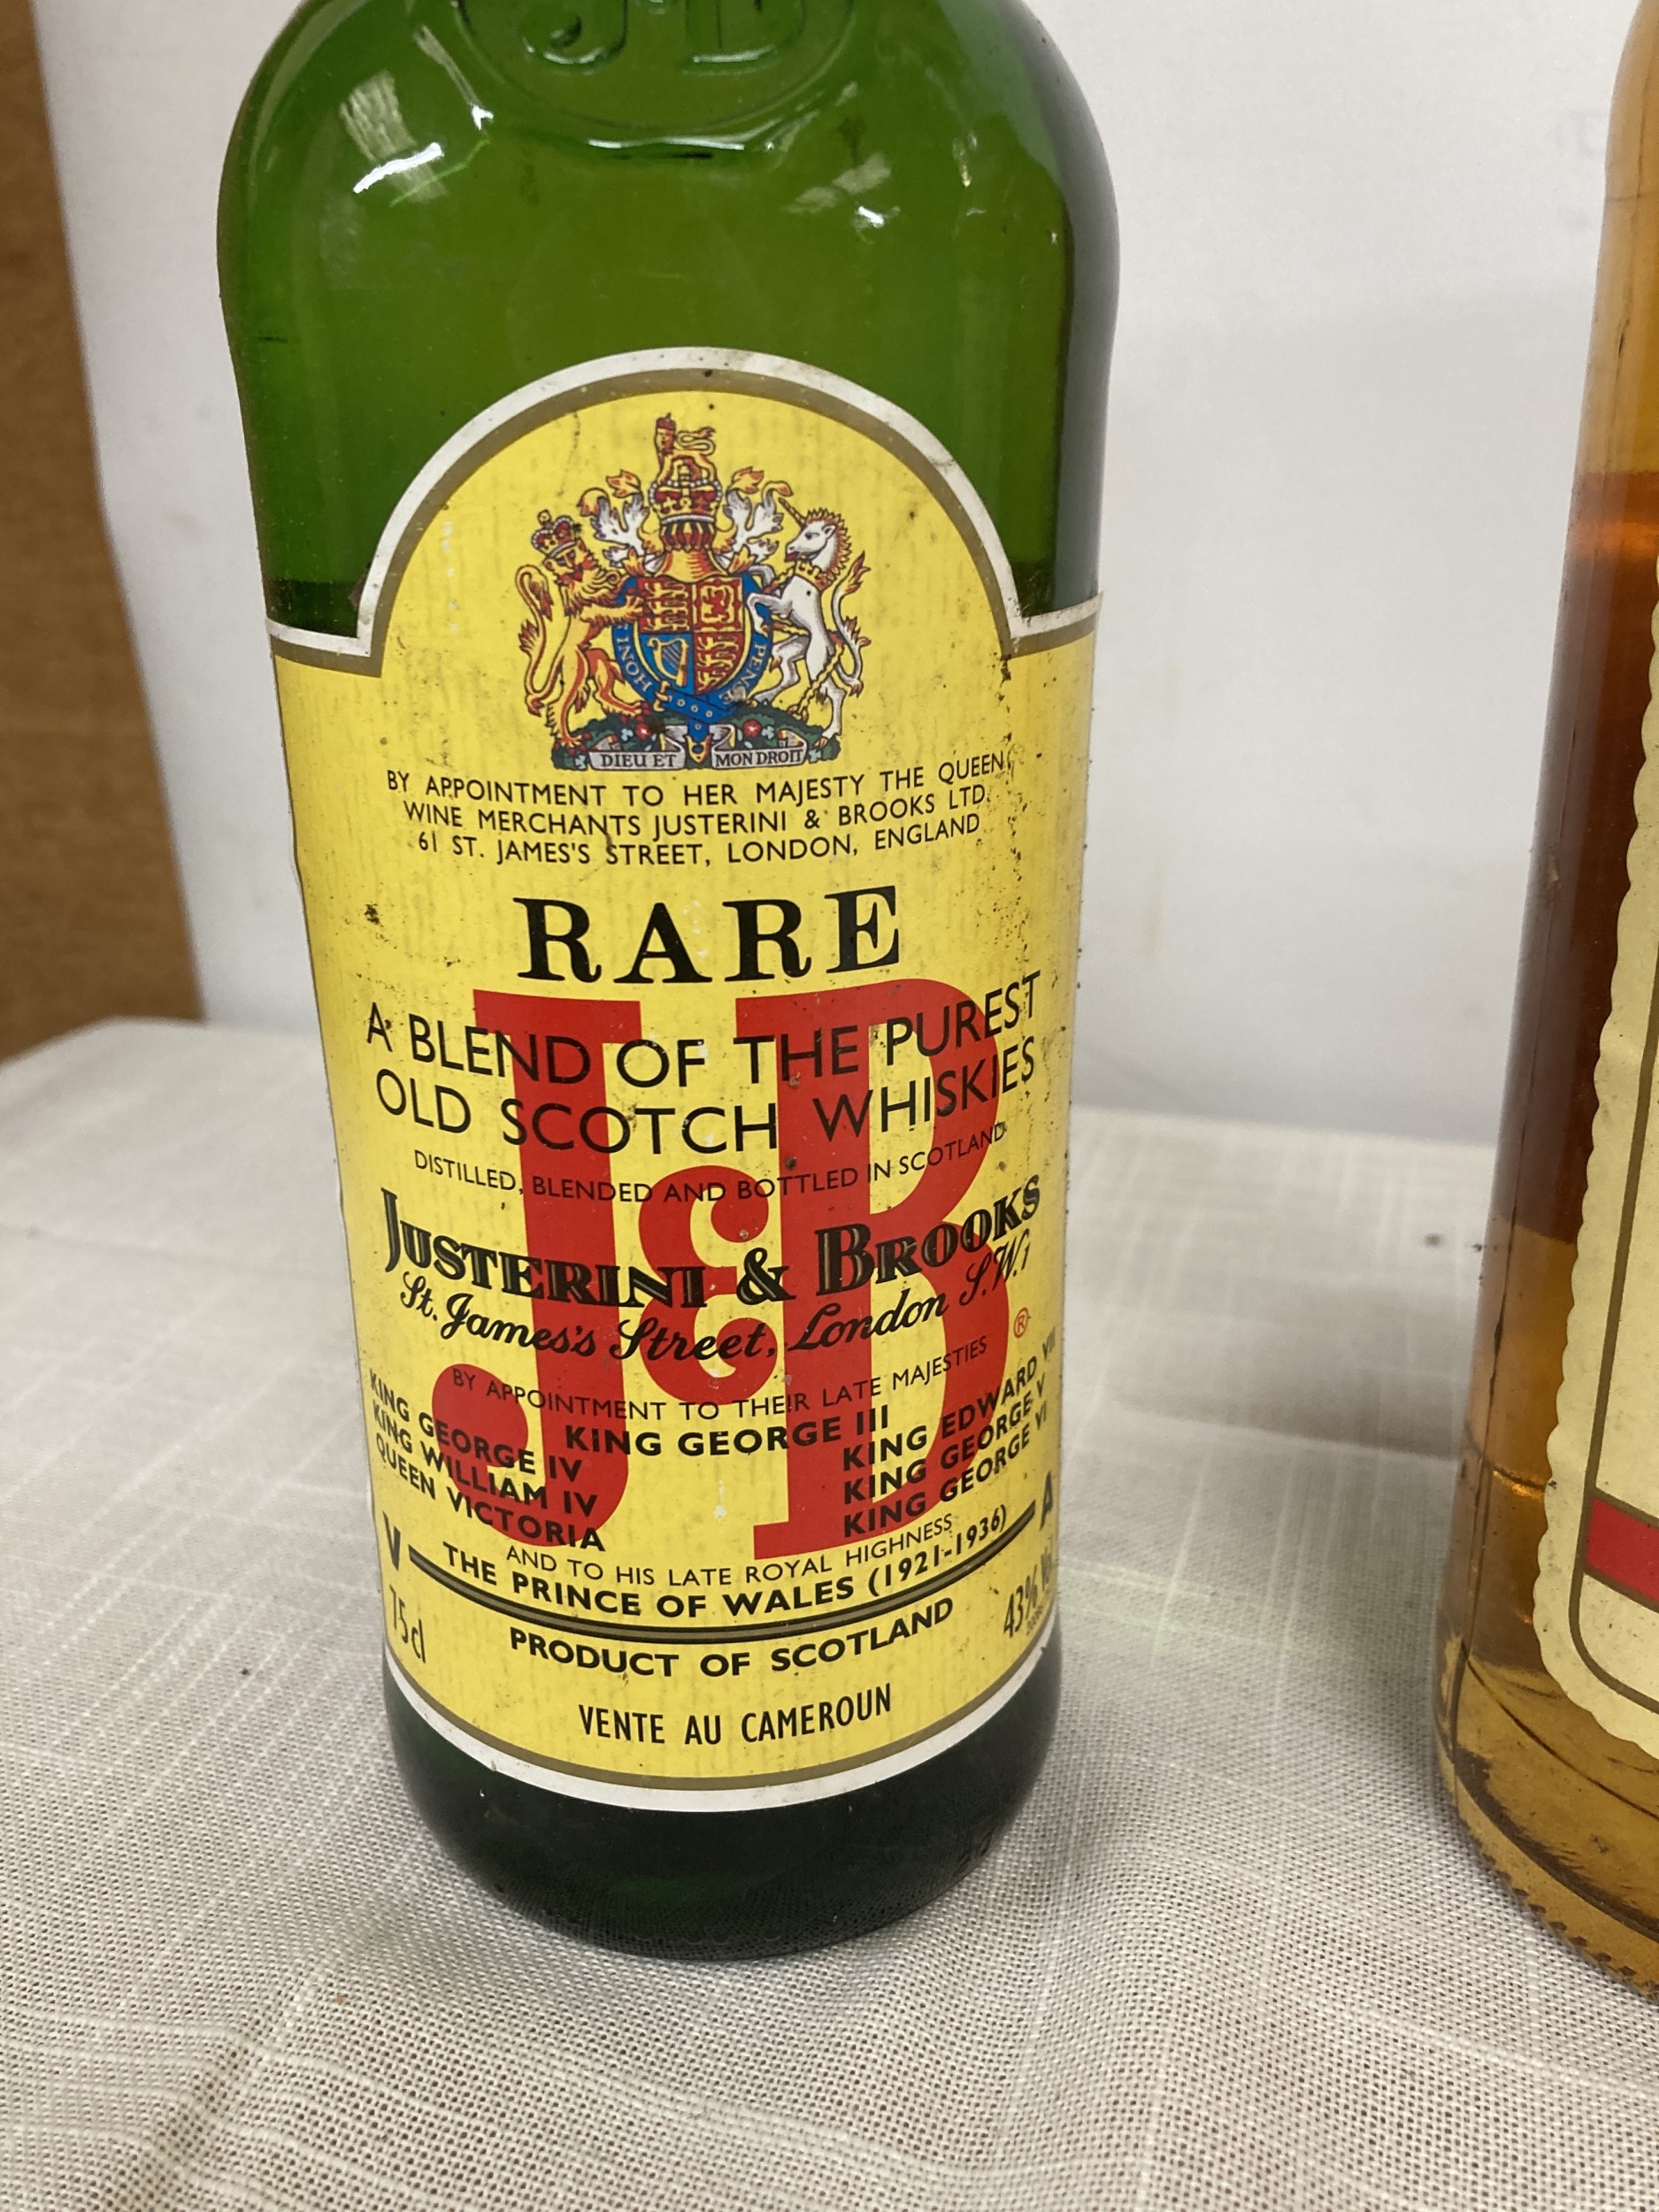 J B
HONI PENSE
DIEU ET MON DROIT
BY APPOINTMENT TO HER MAJESTY THE QUEEN
WINE MERCHANTS JUSTERINI & BROOKS LTD.
61 ST. JAMES'S STREET, LONDON, ENGLAND
RARE
J&B
A BLEND OF THE PUREST
OLD SCOTCH WHISKIES
DISTILLED, BLENDED AND BOTTLED IN SCOTLAND
JUSTERINI & BROOKS
St. James's Street, London S.W.1
®
BY APPOINTMENT TO THEIR LATE MAJESTIES
KING GEORGE III
KING GEORGE IV
KING WILLIAM IV
QUEEN VICTORIA
KING EDWARD VII
KING GEORGE V
KING GEORGE VI
AND TO HIS LATE ROYAL HIGHNESS
THE PRINCE OF WALES (1921-1936)
V A
75cl
43% Vol
PRODUCT OF SCOTLAND
VENTE AU CAMEROUN